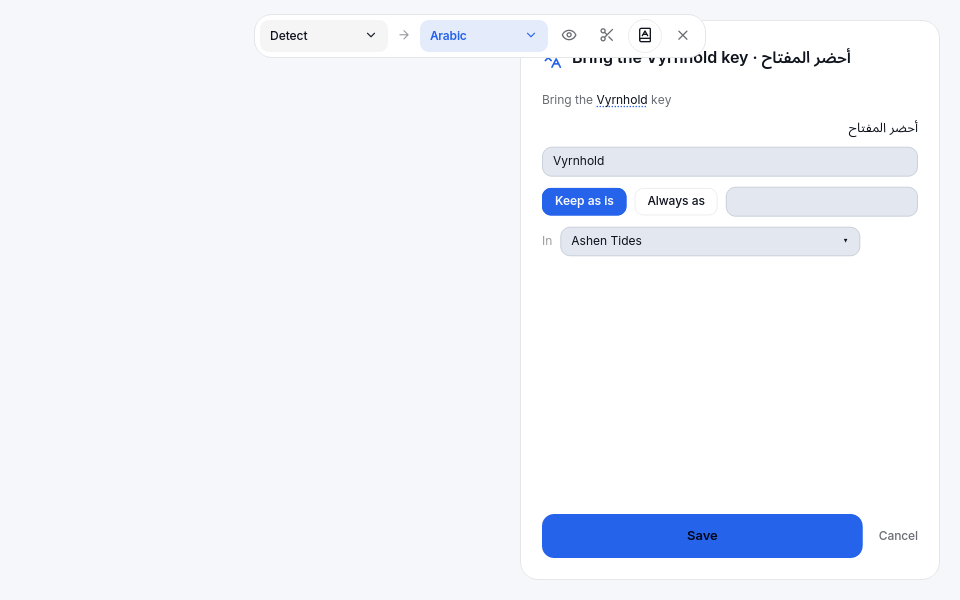 Detect
Arabic
Bring the Vyrnhold key · أحضر المفتاح
Bring the Vyrnhold key
أحضر المفتاح
Vyrnhold
Keep as is
Always as
In
Ashen Tides
Save
Cancel